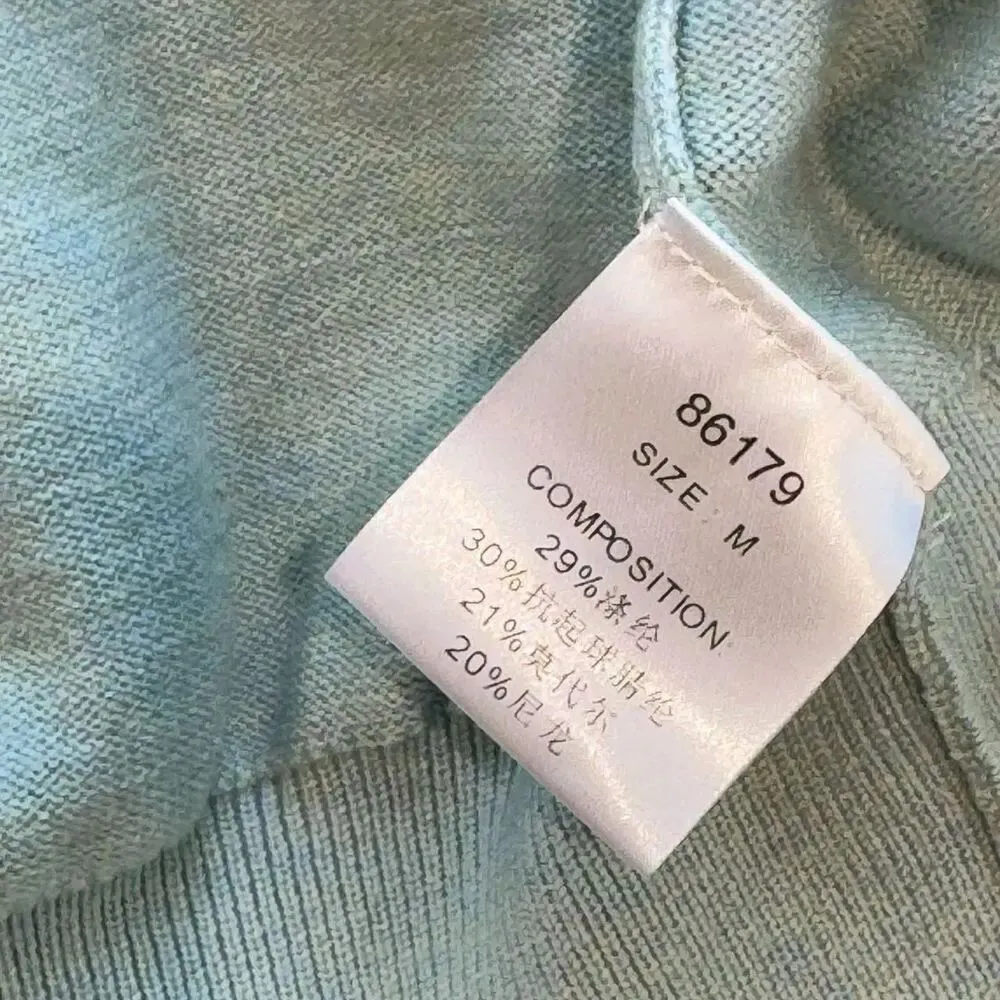 86179
SIZE: M
COMPOSITION:
29%涤纶
30%抗起球腈纶
21%莫代尔
20%尼龙